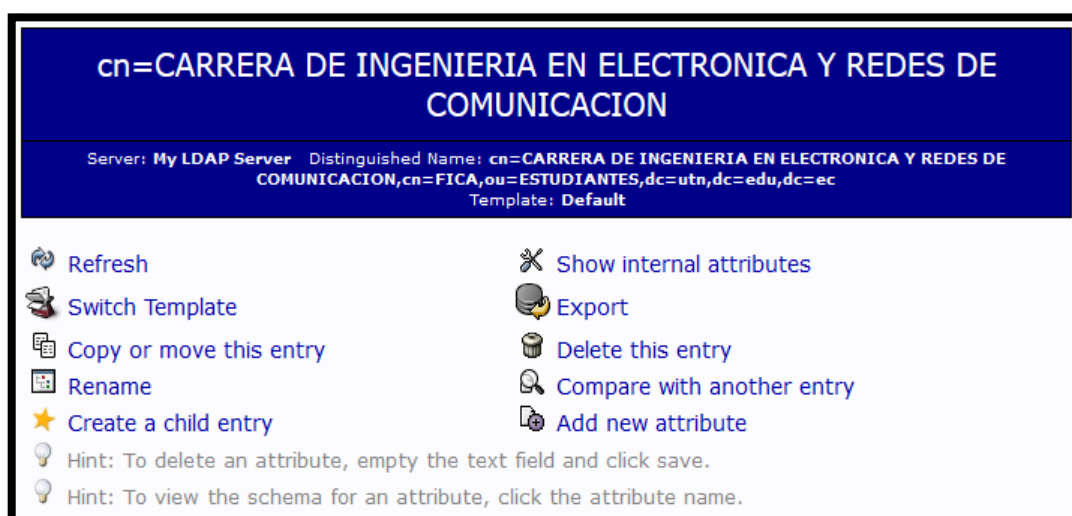 cn=CARRERA DE INGENIERIA EN ELECTRONICA Y REDES DE
COMUNICACION
Server: My LDAP Server Distinguished Name: cn=CARRERA DE INGENIERIA EN ELECTRONICA Y REDES DE
COMUNICACION,cn=FICA,ou=ESTUDIANTES,dc=utn,dc=edu,dc=ec
Template: Default
Refresh
Show internal attributes
Switch Template
Export
Copy or move this entry
Delete this entry
Rename
Compare with another entry
Create a child entry
Add new attribute
Hint: To delete an attribute, empty the text field and click save.
Hint: To view the schema for an attribute, click the attribute name.